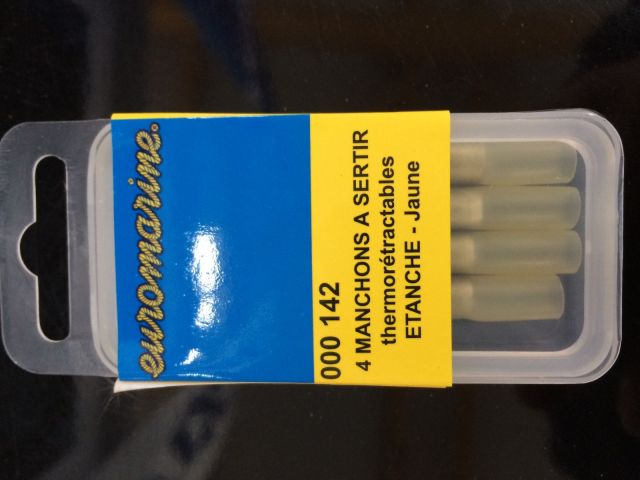 euromarine.
000 142
4 MANCHONS A SERTIR
thermorétractables
ETANCHE - Jaune